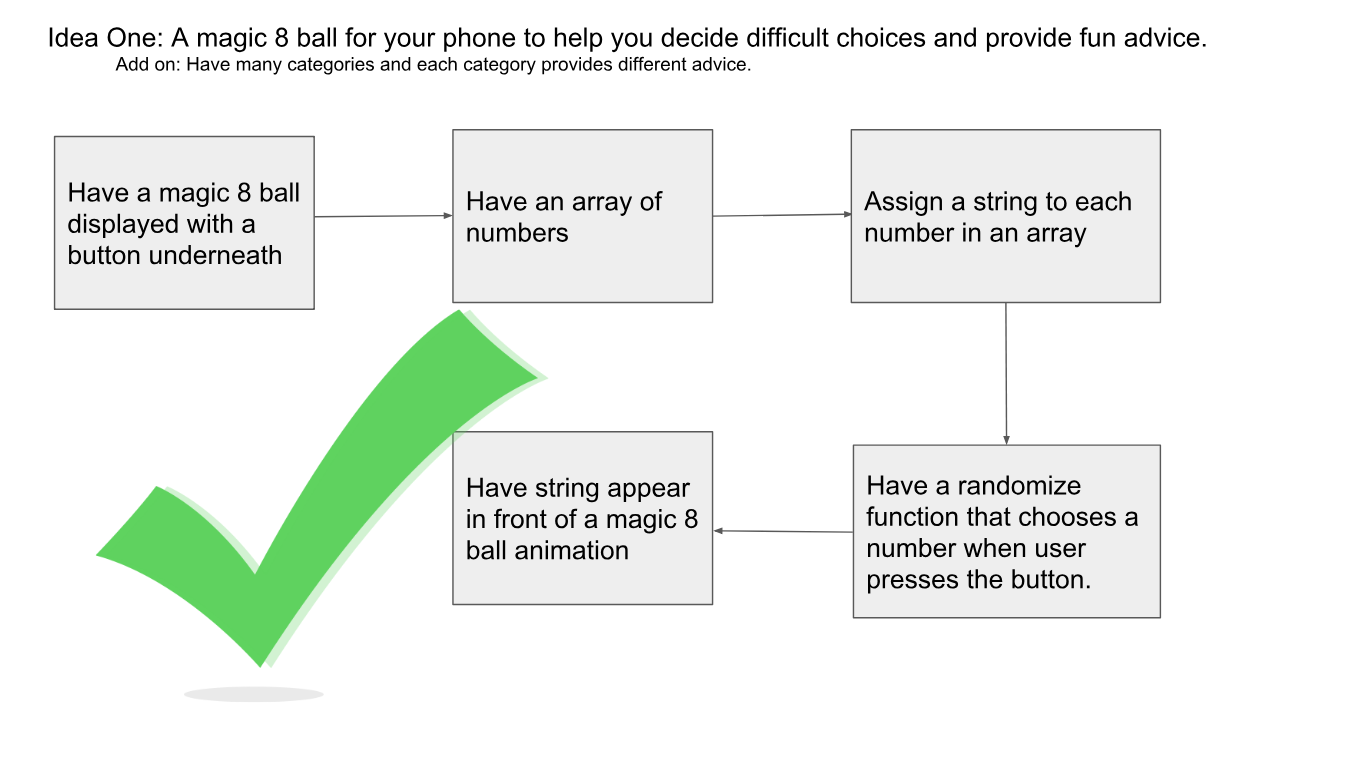 Idea One: A magic 8 ball for your phone to help you decide difficult choices and provide fun advice.
Add on: Have many categories and each category provides different advice.
Have a magic 8 ball
displayed with a
button underneath
Have an array of
numbers
Assign a string to each
number in an array
Have a randomize
function that chooses a
number when user
presses the button.
Have string appear
in front of a magic 8
ball animation